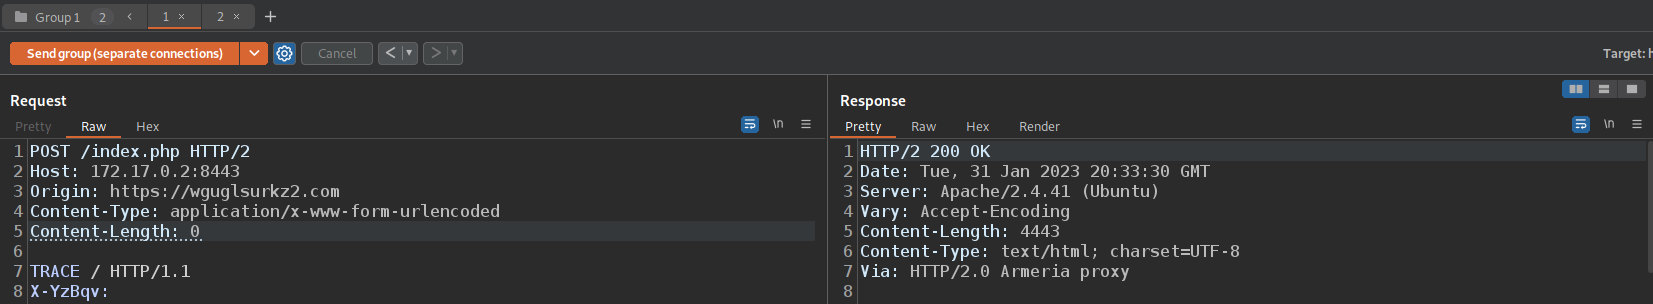 Group 1 2 < 1 × 2 × +
Send group (separate connections) Cancel < >
Target: h
Request
Pretty Raw Hex \n
1 POST /index.php HTTP/2
2 Host: 172.17.0.2:8443
3 Origin: https://wguglsurkz2.com
4 Content-Type: application/x-www-form-urlencoded
5 Content-Length: 0
6
7 TRACE / HTTP/1.1
8 X-YzBqv:
Response
Pretty Raw Hex Render \n
1 HTTP/2 200 OK
2 Date: Tue, 31 Jan 2023 20:33:30 GMT
3 Server: Apache/2.4.41 (Ubuntu)
4 Vary: Accept-Encoding
5 Content-Length: 4443
6 Content-Type: text/html; charset=UTF-8
7 Via: HTTP/2.0 Armeria proxy
8